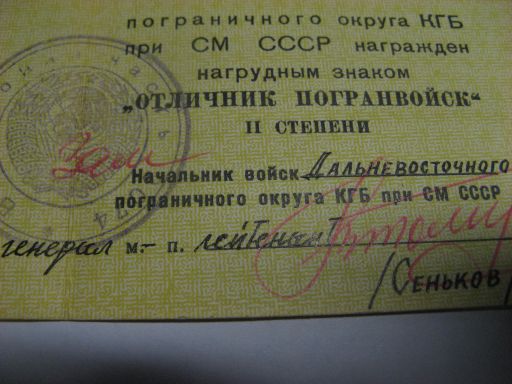 пограничного округа КГБ
при СМ СССР награжден
нагрудным знаком
„ОТЛИЧНИК ПОГРАНВОЙСК“
II СТЕПЕНИ
Зам
Начальник войск Дальневосточного
пограничного округа КГБ при СМ СССР
генерал м.- п. лейтенант
/Сеньков/